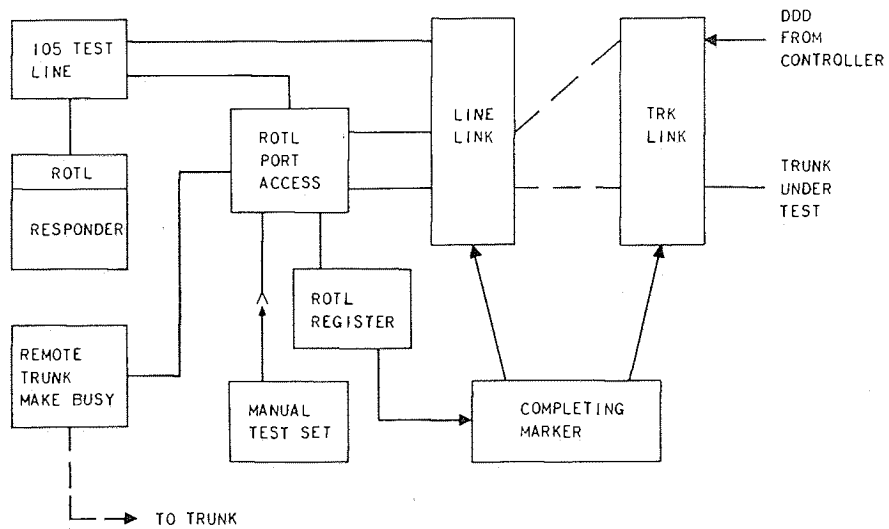 105 TEST
LINE
ROTL
RESPONDER
REMOTE
TRUNK
MAKE BUSY
TO TRUNK
ROTL
PORT
ACCESS
ROTL
REGISTER
MANUAL
TEST SET
LINE
LINK
TRK
LINK
COMPLETING
MARKER
DDD
FROM
CONTROLLER
TRUNK
UNDER
TEST